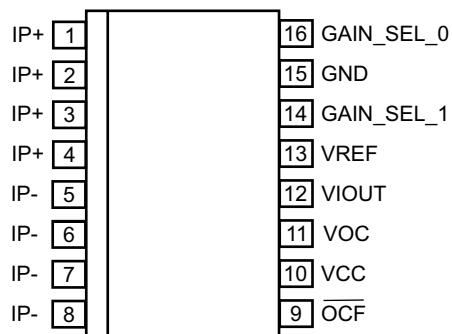 IP+ 1 16 GAIN_SEL_0
IP+ 2 15 GND
IP+ 3 14 GAIN_SEL_1
IP+ 4 13 VREF
IP- 5 12 VIOUT
IP- 6 11 VOC
IP- 7 10 VCC
IP- 8 9 O̅C̅F̅